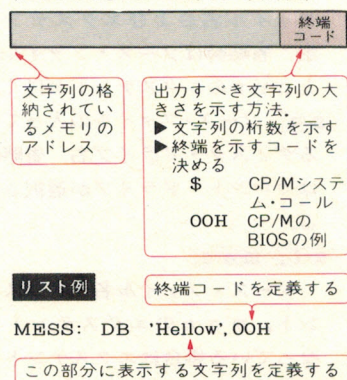 終端
コード
文字列の格
納されてい
るメモリの
アドレス
出力すべき文字列の大
きさを示す方法.
▶文字列の桁数を示す
▶終端を示すコードを
決める
$ CP/Mシステ
ム・コール
OOH CP/Mの
BIOSの例
リスト例
終端コードを定義する
MESS: DB 'Hellow',OOH
この部分に表示する文字列を定義する